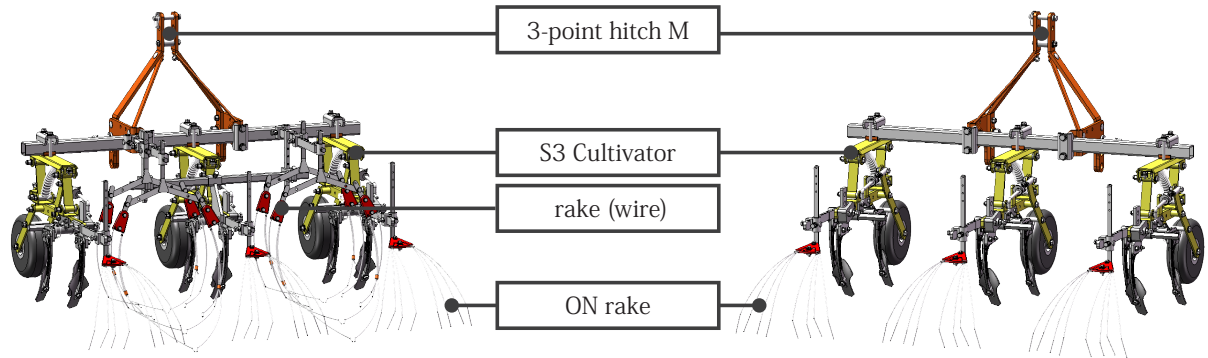 3-point hitch M
S3 Cultivator
rake (wire)
ON rake